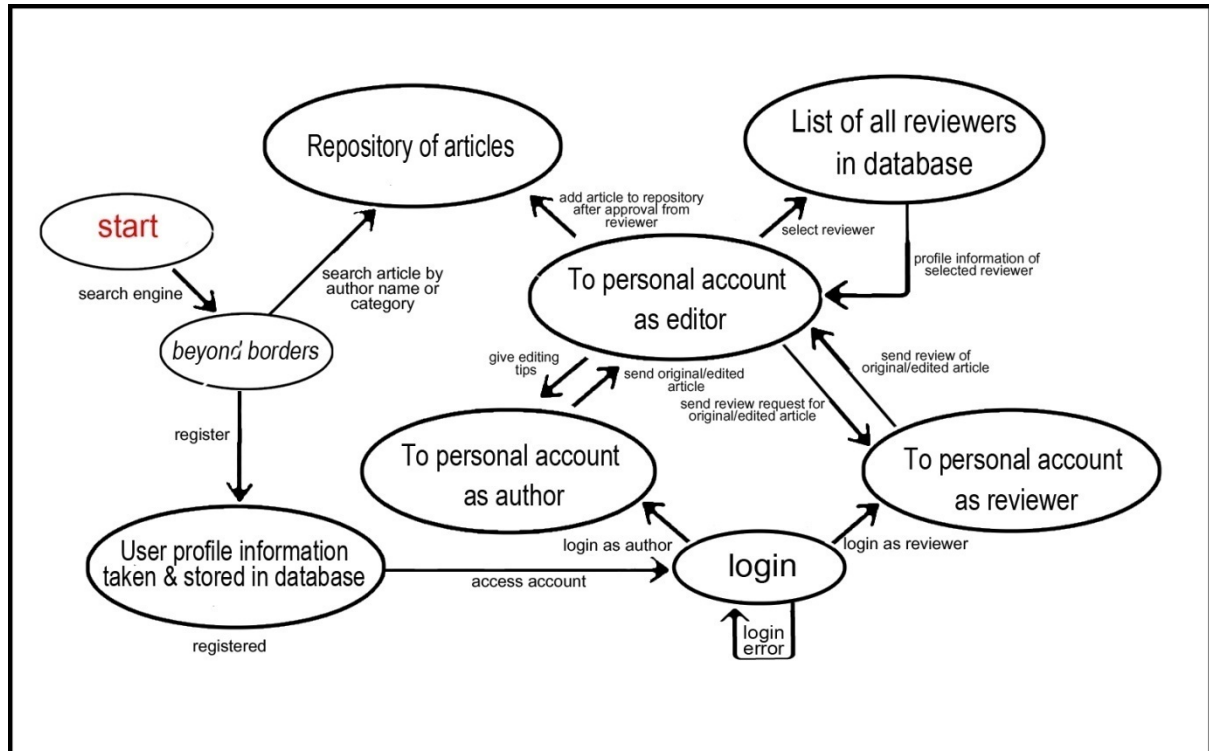 Repository of articles
List of all reviewers
in database
start
add article to repository
after approval from
reviewer
select reviewer
search engine
search article by
author name or
category
profile information of
selected reviewer
To personal account
as editor
beyond borders
give editing
tips
send original/edited
article
send review of
original/edited article
send review request for
original/edited article
register
To personal account
as author
To personal account
as reviewer
User profile information
taken & stored in database
login as author
login as reviewer
login
access account
registered
login
error